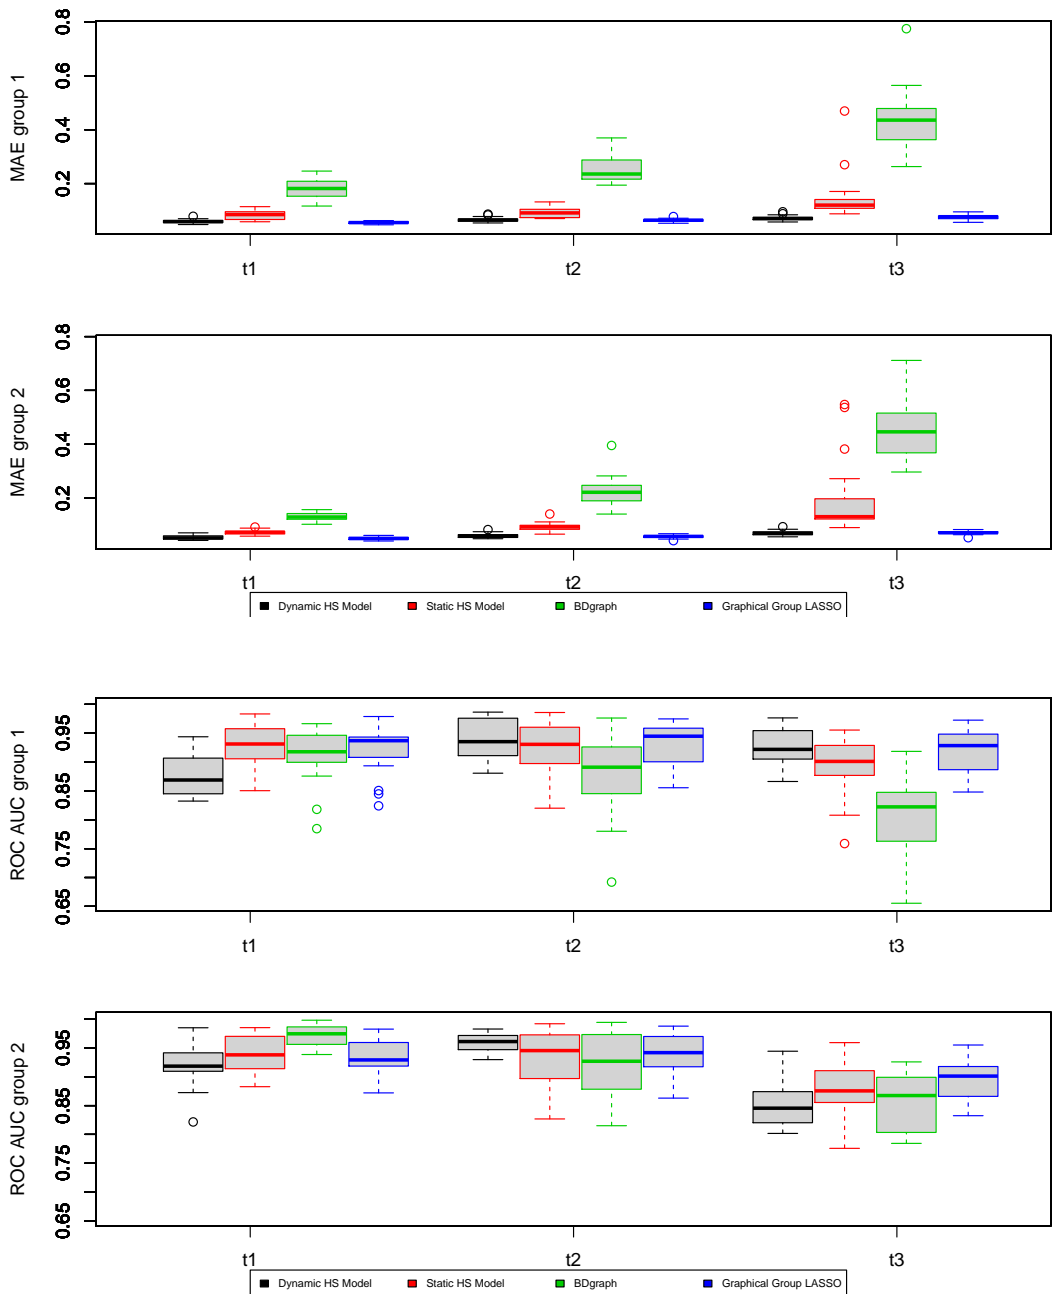 MAE group 1
0.8
0.6
0.4
0.2
t1 t2 t3
MAE group 2
0.8
0.6
0.4
0.2
t1 t2 t3
Dynamic HS Model Static HS Model BDgraph Graphical Group LASSO
ROC AUC group 1
0.95
0.85
0.75
0.65
t1 t2 t3
ROC AUC group 2
0.95
0.85
0.75
0.65
t1 t2 t3
Dynamic HS Model Static HS Model BDgraph Graphical Group LASSO